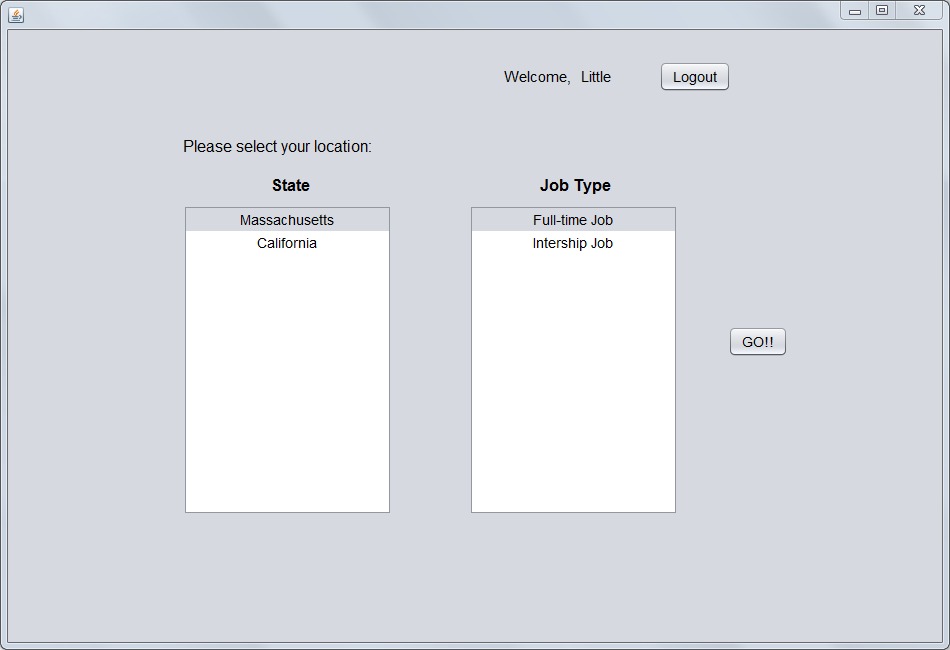 Welcome, Little Logout
Please select your location:
State Job Type
Massachusetts Full-time Job
California Intership Job
GO!!